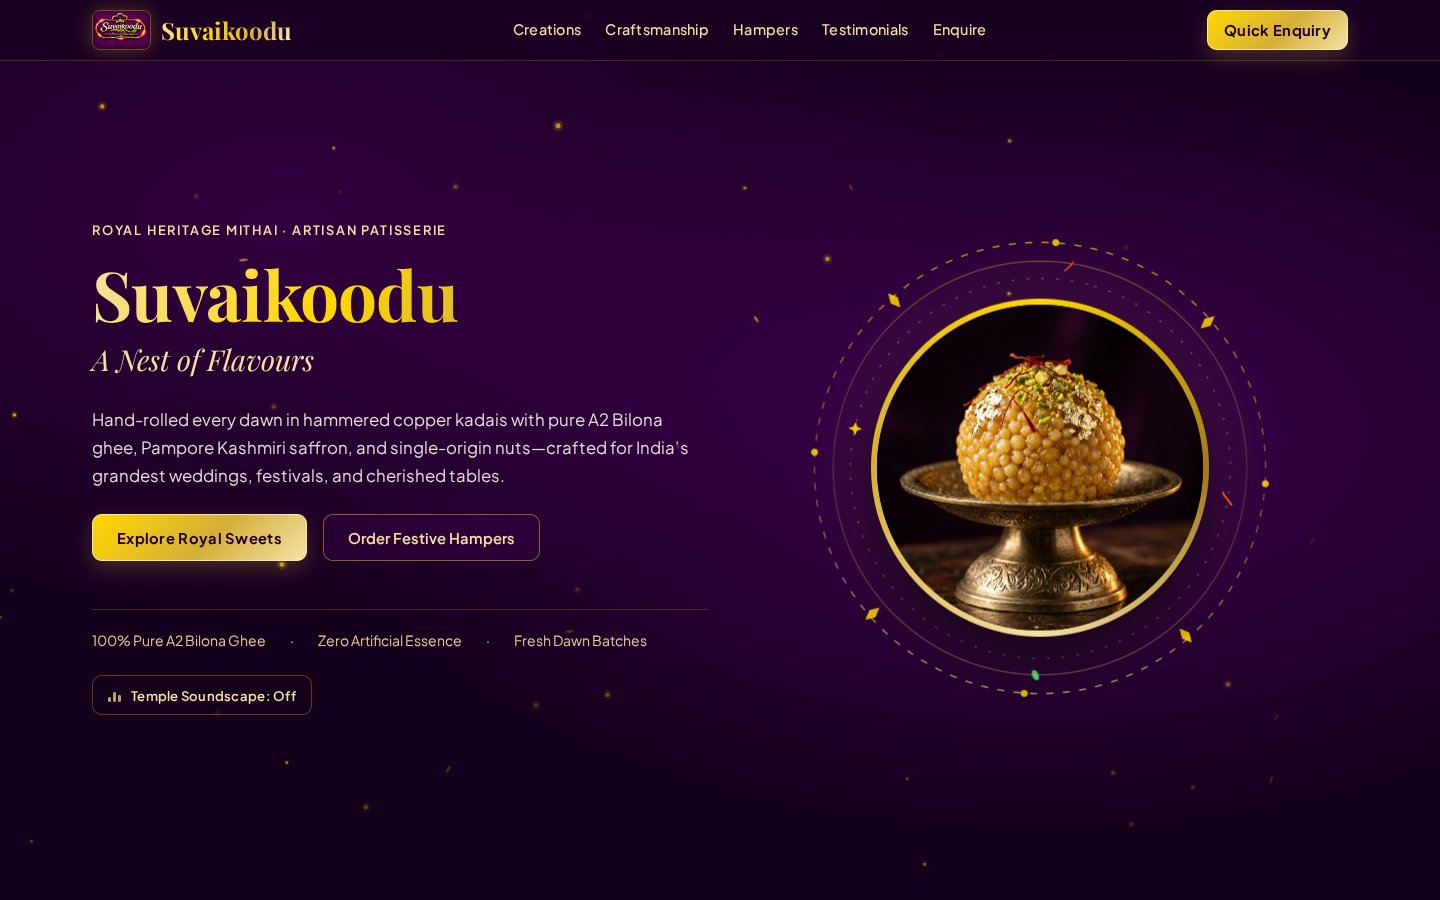 Suvaikoodu
Suvaikoodu
Creations
Craftsmanship
Hampers
Testimonials
Enquire
Quick Enquiry
ROYAL HERITAGE MITHAI · ARTISAN PATISSERIE
Suvaikoodu
A Nest of Flavours
Hand-rolled every dawn in hammered copper kadais with pure A2 Bilona
ghee, Pampore Kashmiri saffron, and single-origin nuts—crafted for India's
grandest weddings, festivals, and cherished tables.
Explore Royal Sweets
Order Festive Hampers
100% Pure A2 Bilona Ghee · Zero Artificial Essence · Fresh Dawn Batches
Temple Soundscape: Off